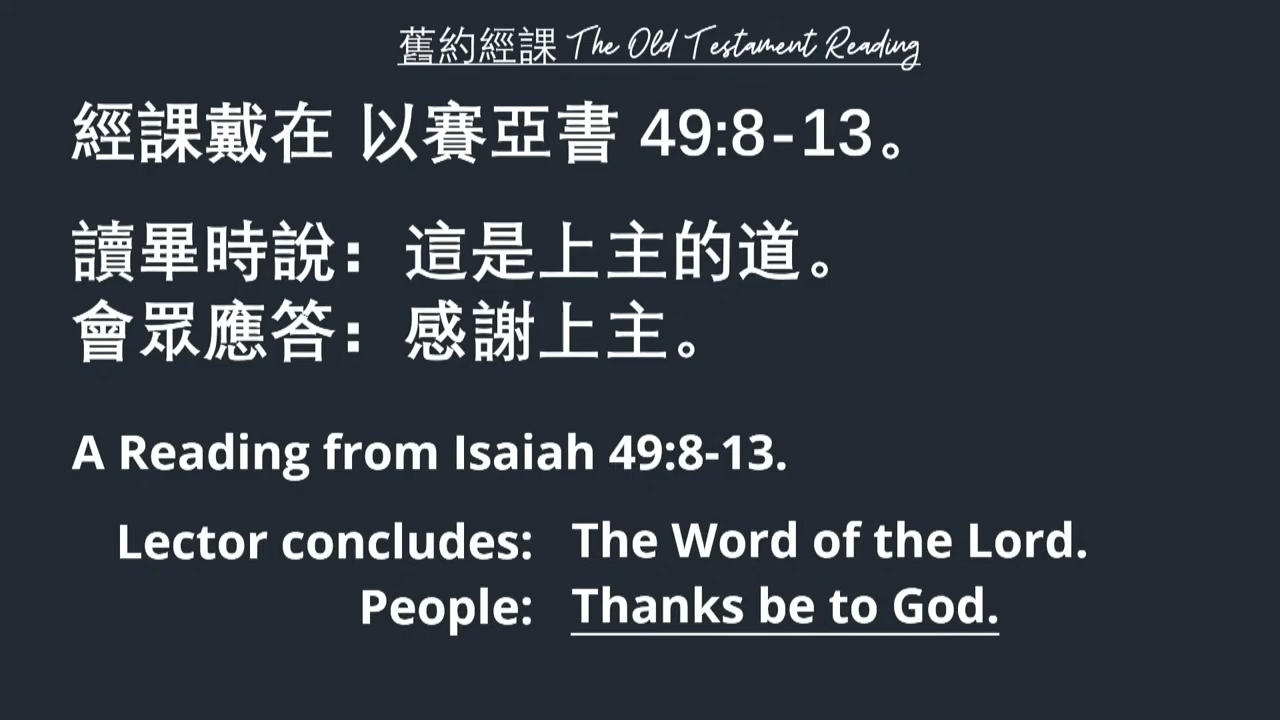 舊約經課 The Old Testament Reading
經課戴在 以賽亞書 49:8-13。
讀畢時說: 這是上主的道。
會眾應答: 感謝上主。
A Reading from Isaiah 49:8-13.
Lector concludes: The Word of the Lord.
People: Thanks be to God.